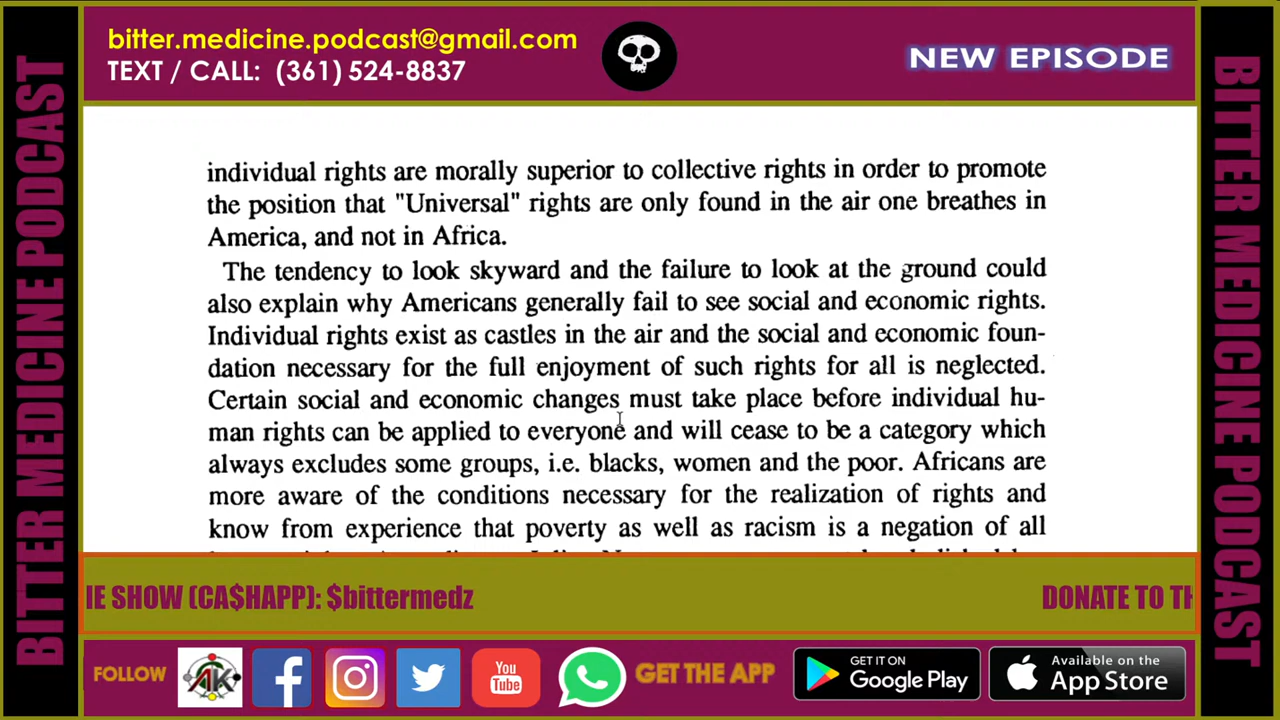 bitter.medicine.podcast@gmail.com
TEXT / CALL: (361) 524-8837
NEW EPISODE
BITTER MEDICINE PODCAST
individual rights are morally superior to collective rights in order to promote
the position that "Universal" rights are only found in the air one breathes in
America, and not in Africa.
The tendency to look skyward and the failure to look at the ground could
also explain why Americans generally fail to see social and economic rights.
Individual rights exist as castles in the air and the social and economic foun-
dation necessary for the full enjoyment of such rights for all is neglected.
Certain social and economic changes must take place before individual hu-
man rights can be applied to everyone and will cease to be a category which
always excludes some groups, i.e. blacks, women and the poor. Africans are
more aware of the conditions necessary for the realization of rights and
know from experience that poverty as well as racism is a negation of all
BITTER MEDICINE PODCAST
IE SHOW (CA$HAPP): $bittermedz
DONATE TO TH
FOLLOW
ATK
You
Tube
GET THE APP
GET IT ON
Google Play
Available on the
App Store